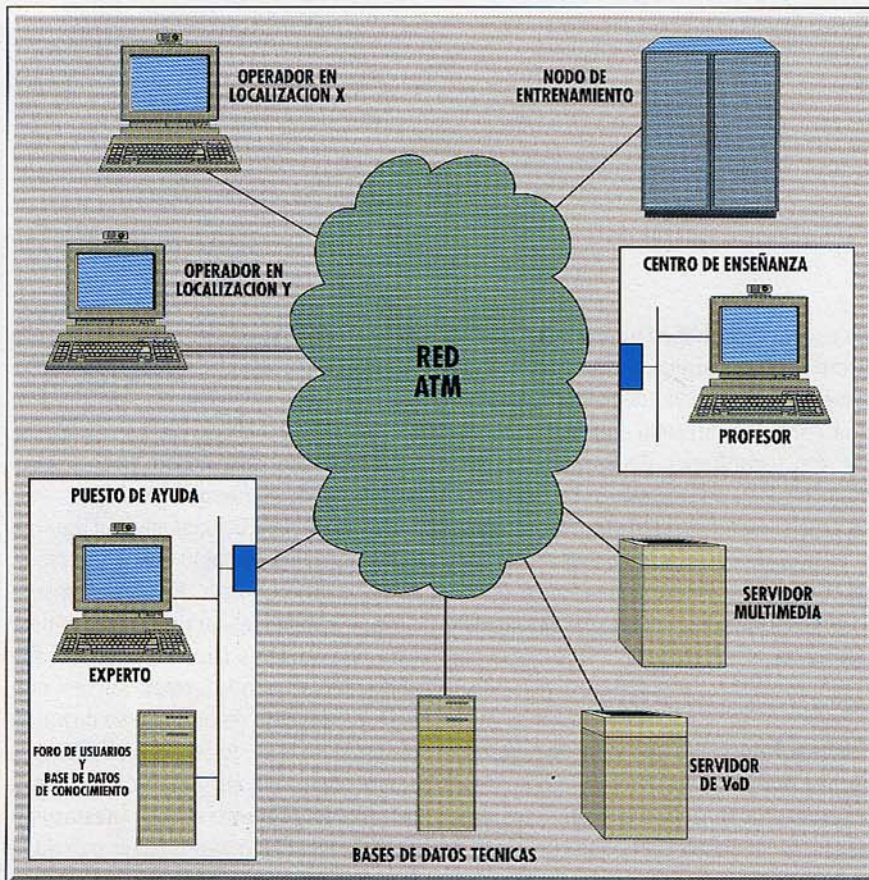 OPERADOR EN
LOCALIZACION X
NODO DE
ENTRENAMIENTO
OPERADOR EN
LOCALIZACION Y
CENTRO DE ENSEÑANZA
RED
ATM
PROFESOR
PUESTO DE AYUDA
EXPERTO
SERVIDOR
MULTIMEDIA
FORO DE USUARIOS
Y
BASE DE DATOS
DE CONOCIMIENTO
SERVIDOR
DE VoD
BASES DE DATOS TECNICAS